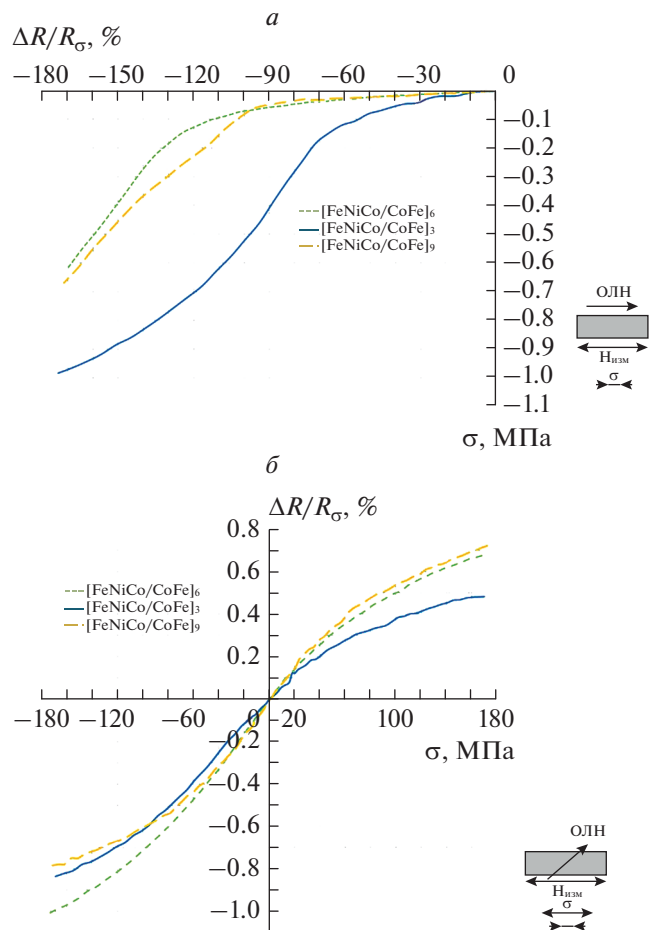 а
ΔR/Rσ, %
−180 −150 −120 −90 −60 −30 0
−0.1
−0.2
−0.3
−0.4
[FeNiCo/CoFe]6
[FeNiCo/CoFe]3
−0.5
[FeNiCo/CoFe]9
−0.6
−0.7
ОЛН
−0.8
−0.9
Hизм
−1.0
σ
−1.1
σ, МПа
б
ΔR/Rσ, %
0.8
[FeNiCo/CoFe]6
0.6
[FeNiCo/CoFe]3
[FeNiCo/CoFe]9
0.4
0.2
−180 −120 −60 0 20 100 180
−0.2
σ, МПа
−0.4
−0.6
−0.8
ОЛН
Hизм
−1.0
σ